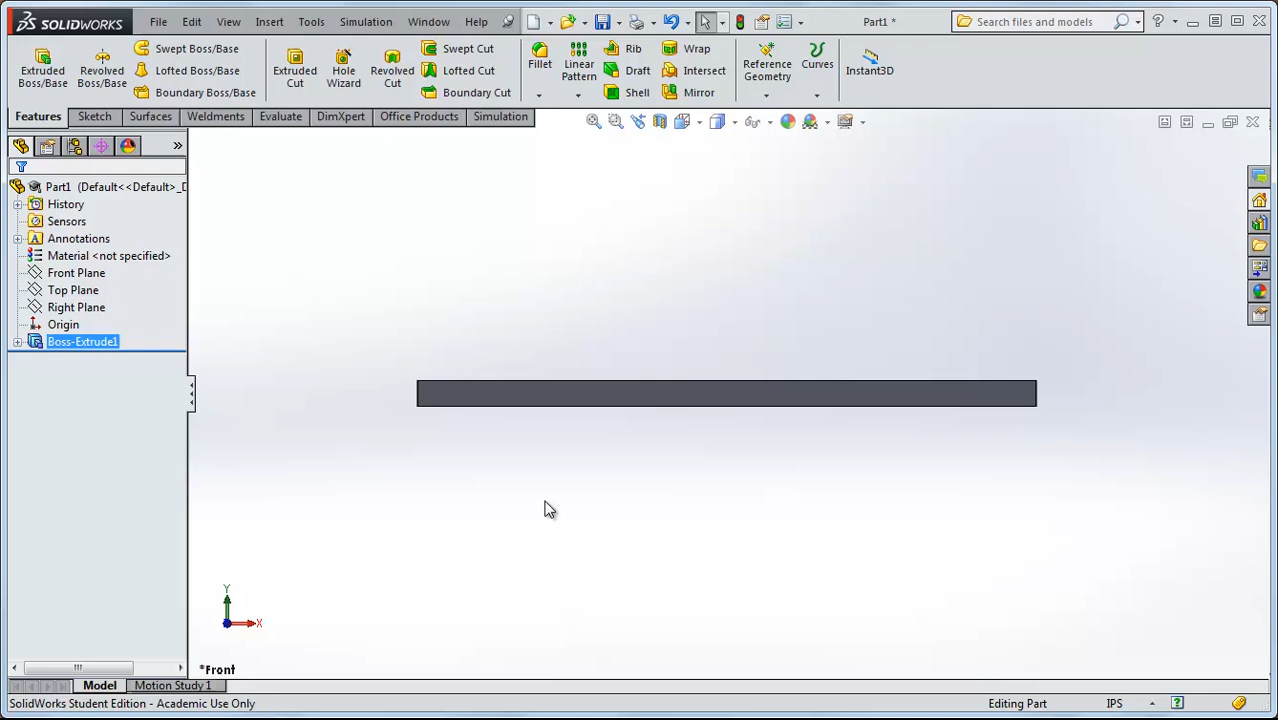 SOLIDWORKS File Edit View Insert Tools Simulation Window Help Part1 * Search files and models
Extruded Boss/Base
Revolved Boss/Base
Swept Boss/Base
Lofted Boss/Base
Boundary Boss/Base
Extruded Cut
Hole Wizard
Revolved Cut
Swept Cut
Lofted Cut
Boundary Cut
Fillet
Linear Pattern
Rib
Draft
Shell
Wrap
Intersect
Mirror
Reference Geometry
Curves
Instant3D
Features Sketch Surfaces Weldments Evaluate DimXpert Office Products Simulation
Part1 (Default<<Default>_D
History
Sensors
Annotations
Material <not specified>
Front Plane
Top Plane
Right Plane
Origin
Boss-Extrude1
Y
X
*Front
Model Motion Study 1
SolidWorks Student Edition - Academic Use Only Editing Part IPS